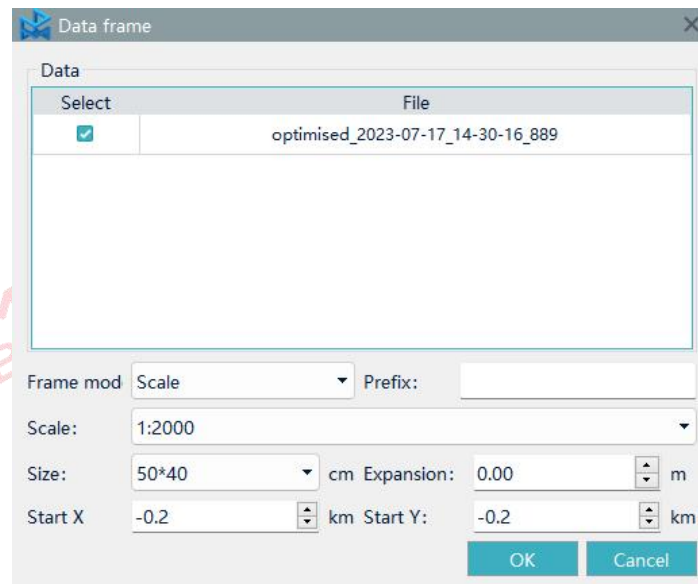 Data frame
Data
Select File
optimised_2023-07-17_14-30-16_889
Frame mod Scale Prefix:
Scale: 1:2000
Size: 50*40 cm Expansion: 0.00 m
Start X -0.2 km Start Y: -0.2 km
OK Cancel